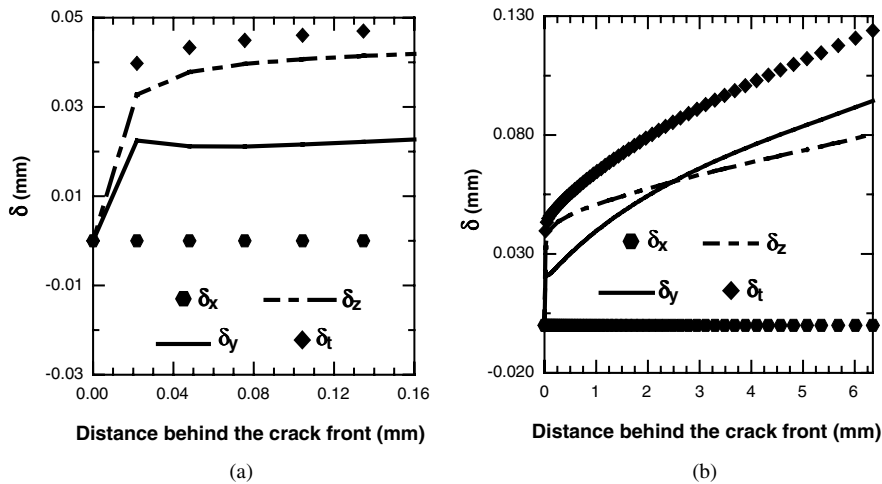 0.05
0.03
0.01
-0.01
-0.03
δ (mm)
δx
δz
δy
δt
0.00 0.04 0.08 0.12 0.16
Distance behind the crack front (mm)
(a)
0.130
0.080
0.030
-0.020
δ (mm)
δx
δz
δy
δt
0 1 2 3 4 5 6
Distance behind the crack front (mm)
(b)